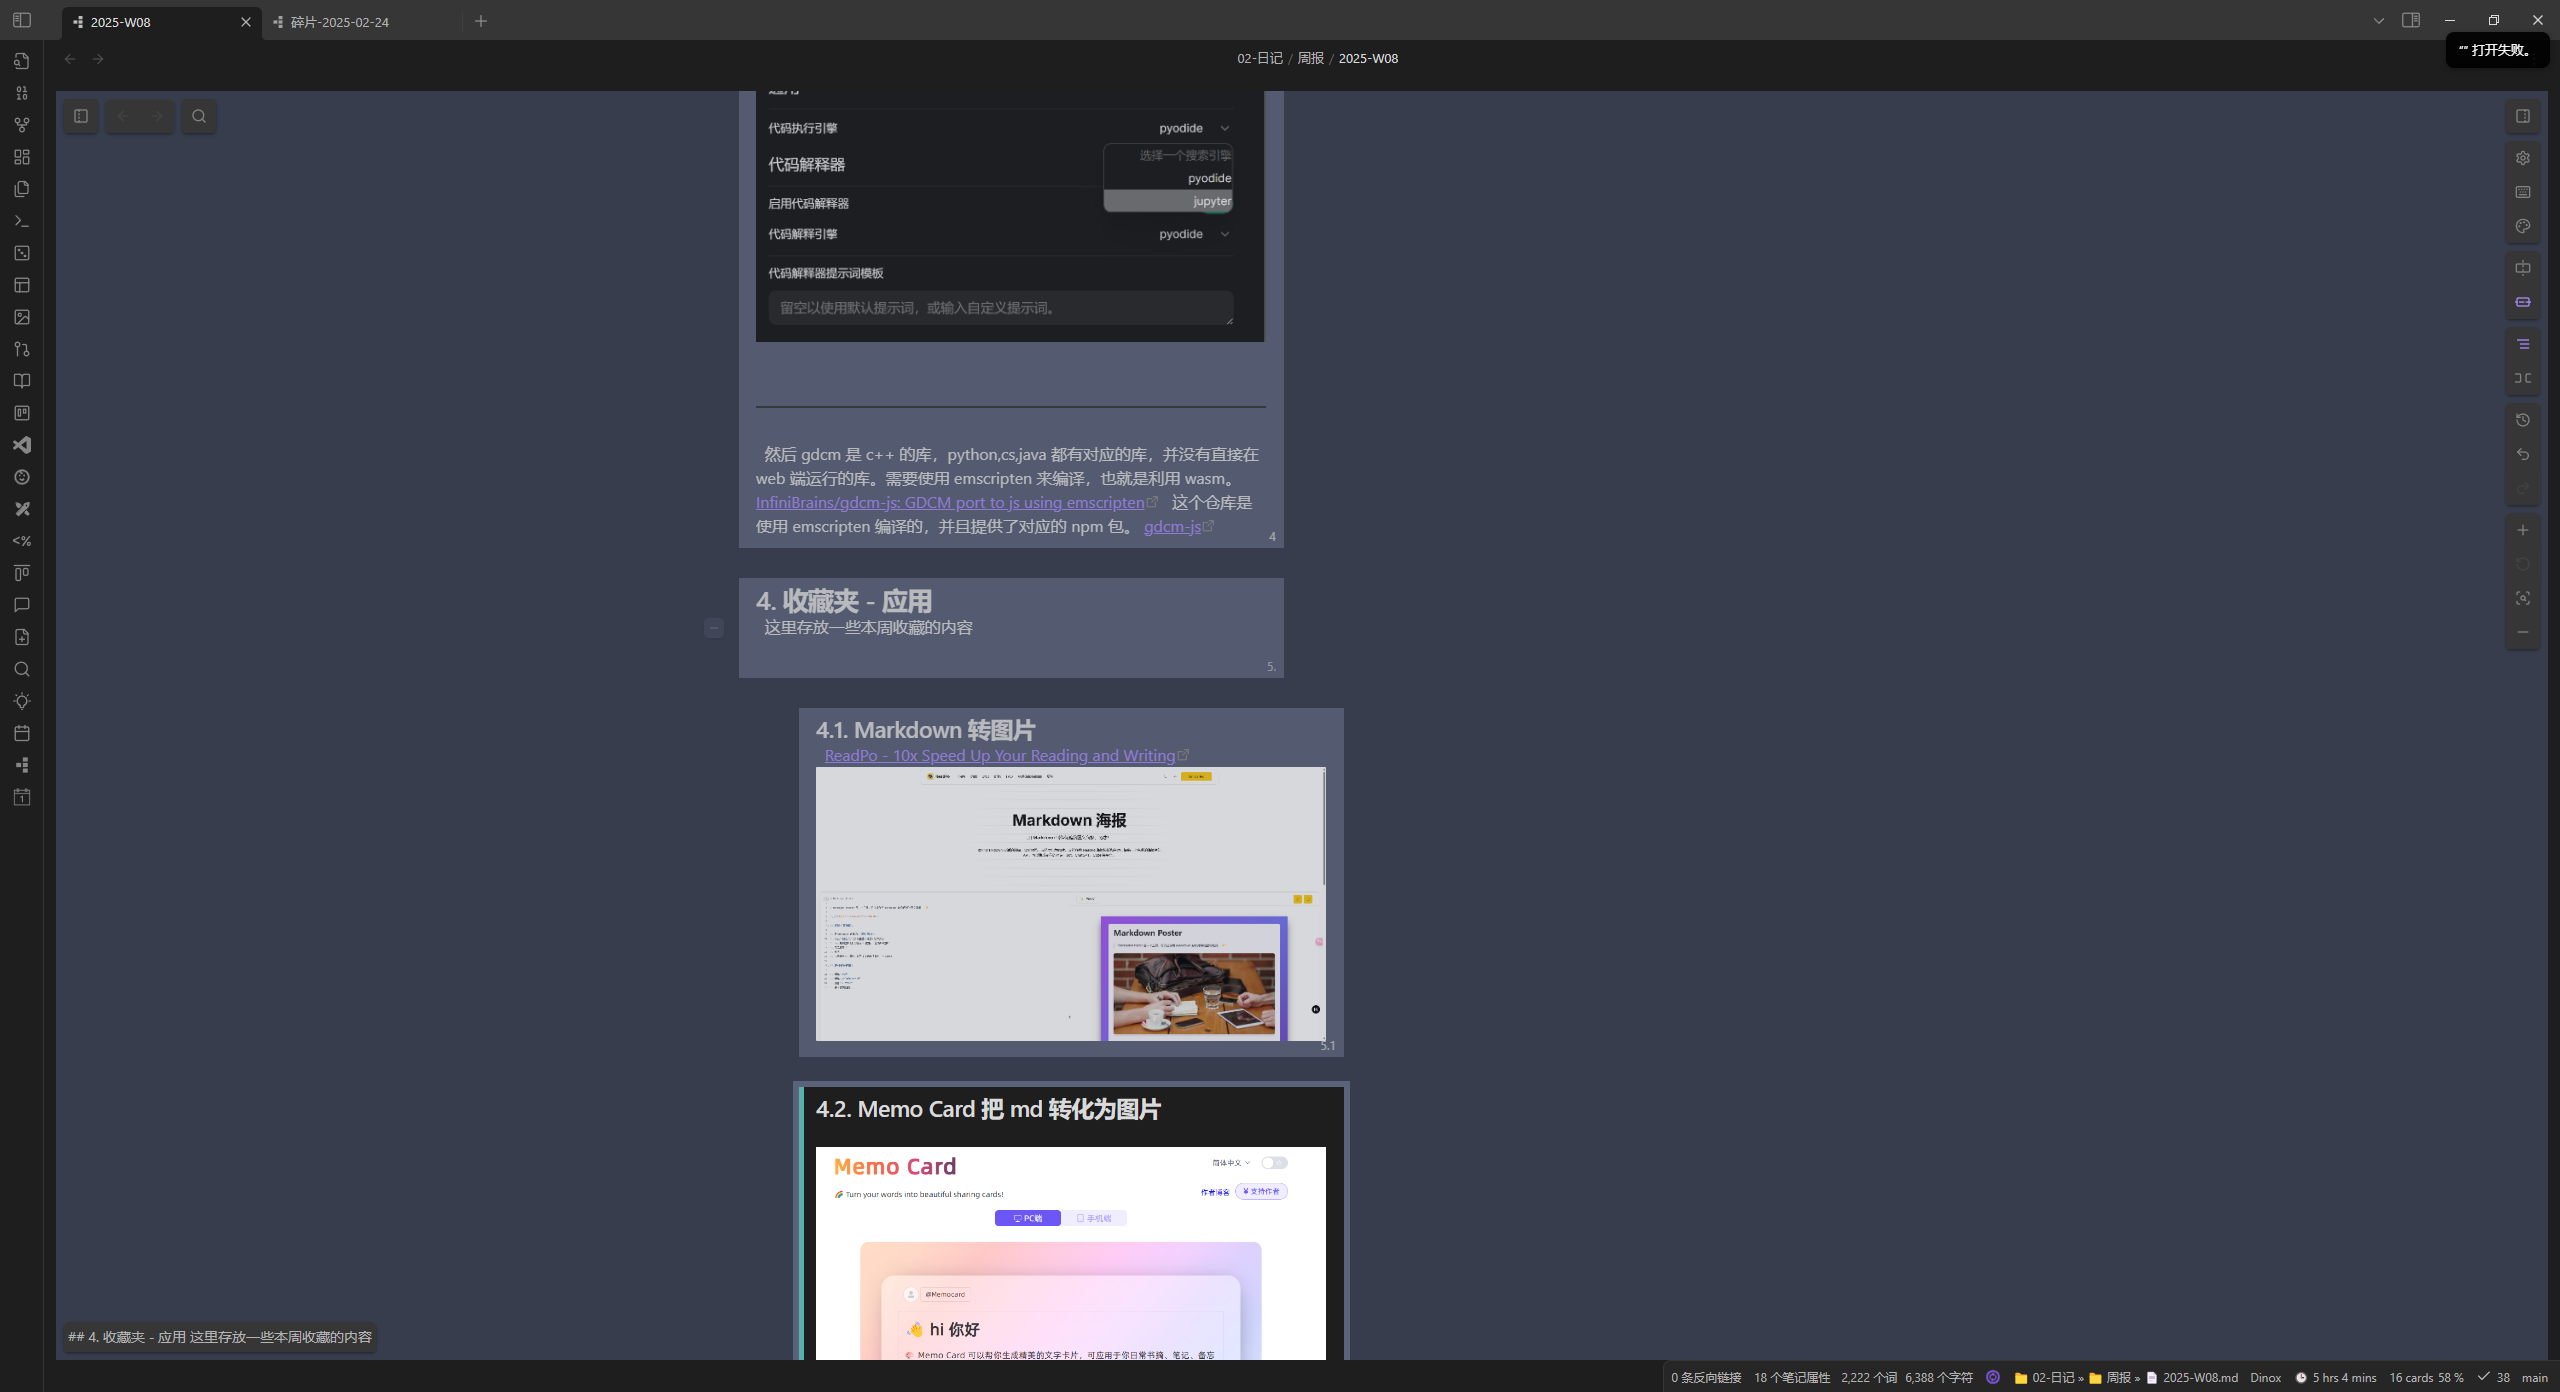 2025-W08
碎片-2025-02-24
02-日记 / 周报 / 2025-W08
“” 打开失败。
代码执行引擎
pyodide
选择一个搜索引擎
代码解释器
pyodide
jupyter
启用代码解释器
代码解释引擎
pyodide
代码解释器提示词模板
留空以使用默认提示词，或输入自定义提示词。
然后 gdcm 是 c++ 的库，python,cs,java 都有对应的库，并没有直接在
web 端运行的库。需要使用 emscripten 来编译，也就是利用 wasm。
InfiniBrains/gdcm-js: GDCM port to js using emscripten 这个仓库是
使用 emscripten 编译的，并且提供了对应的 npm 包。 gdcm-js
4
4. 收藏夹 - 应用
这里存放一些本周收藏的内容
5.
4.1. Markdown 转图片
ReadPo - 10x Speed Up Your Reading and Writing
Markdown 海报
Markdown Poster
5.1
4.2. Memo Card 把 md 转化为图片
Memo Card
简体中文
Turn your words into beautiful sharing cards!
作者博客
¥ 支持作者
PC端
手机端
@Memocard
👋 hi 你好
Memo Card 可以帮你生成精美的文字卡片，可应用于你日常书摘、笔记、备忘
## 4. 收藏夹 - 应用 这里存放一些本周收藏的内容
0 条反向链接 18 个笔记属性 2,222 个词 6,388 个字符 02-日记 » 周报 » 2025-W08.md Dinox 5 hrs 4 mins 16 cards 58 % 38 main